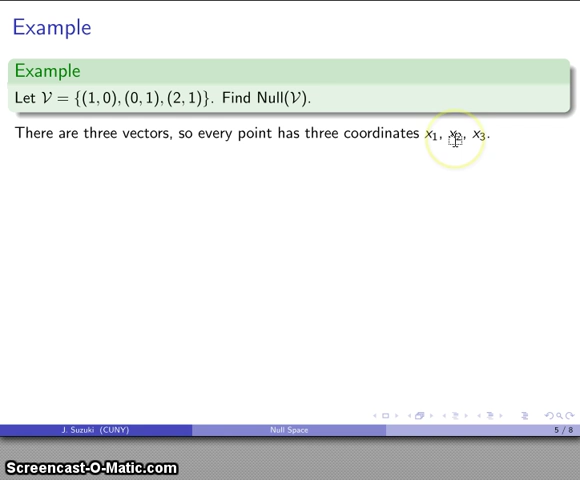 Example
Example
Let 𝒱 = {(1, 0), (0, 1), (2, 1)}. Find Null(𝒱).
There are three vectors, so every point has three coordinates x₁, x₂, x₃.
J. Suzuki (CUNY) Null Space 5 / 8
Screencast-O-Matic.com